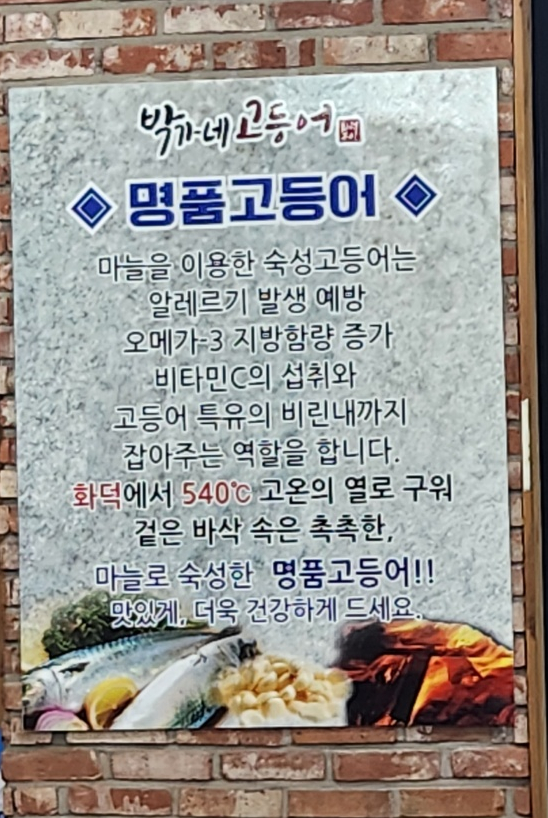 박가네 고등어
명품고등어
마늘을 이용한 숙성고등어는
알레르기 발생 예방
오메가-3 지방함량 증가
비타민C의 섭취와
고등어 특유의 비린내까지
잡아주는 역할을 합니다.
화덕에서 540℃ 고온의 열로 구워
겉은 바삭 속은 촉촉한,
마늘로 숙성한 명품고등어!!
맛있게, 더욱 건강하게 드세요.